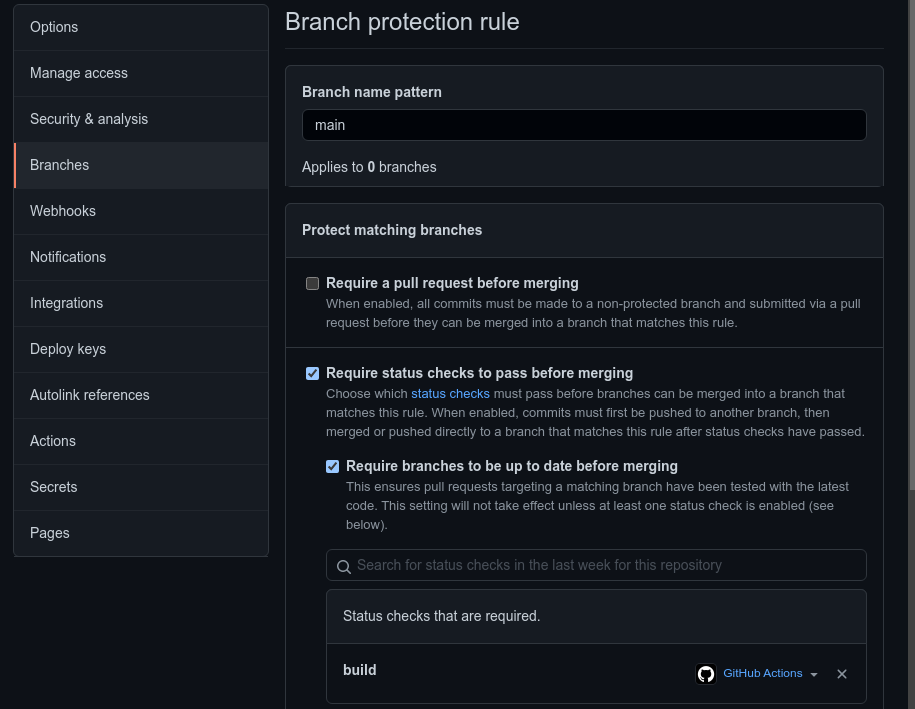 Options
Manage access
Security & analysis
Branches
Webhooks
Notifications
Integrations
Deploy keys
Autolink references
Actions
Secrets
Pages
Branch protection rule
Branch name pattern
main
Applies to 0 branches
Protect matching branches
Require a pull request before merging
When enabled, all commits must be made to a non-protected branch and submitted via a pull
request before they can be merged into a branch that matches this rule.
Require status checks to pass before merging
Choose which status checks must pass before branches can be merged into a branch that
matches this rule. When enabled, commits must first be pushed to another branch, then
merged or pushed directly to a branch that matches this rule after status checks have passed.
Require branches to be up to date before merging
This ensures pull requests targeting a matching branch have been tested with the latest
code. This setting will not take effect unless at least one status check is enabled (see
below).
Search for status checks in the last week for this repository
Status checks that are required.
build
GitHub Actions